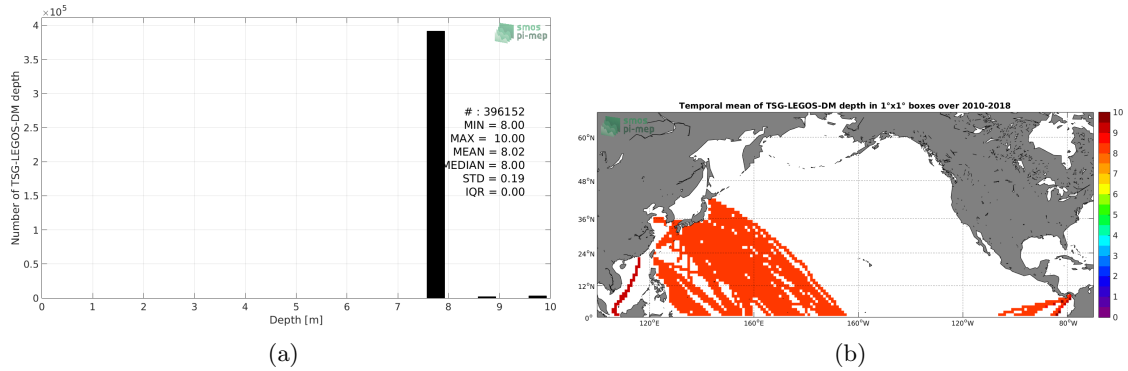 ×10⁵
smos
pi-mep
4
3.5
3
2.5
2
1.5
1
0.5
0
Number of TSG-LEGOS-DM depth
# : 396152
MIN = 8.00
MAX = 10.00
MEAN = 8.02
MEDIAN = 8.00
STD = 0.19
IQR = 0.00
0 1 2 3 4 5 6 7 8 9 10
Depth [m]
(a)
Temporal mean of TSG-LEGOS-DM depth in 1°x1° boxes over 2010-2018
smos
pi-mep
60°N
48°N
36°N
24°N
12°N
0°
120°E 160°E 160°W 120°W 80°W
10
9
8
7
6
5
4
3
2
1
0
(b)